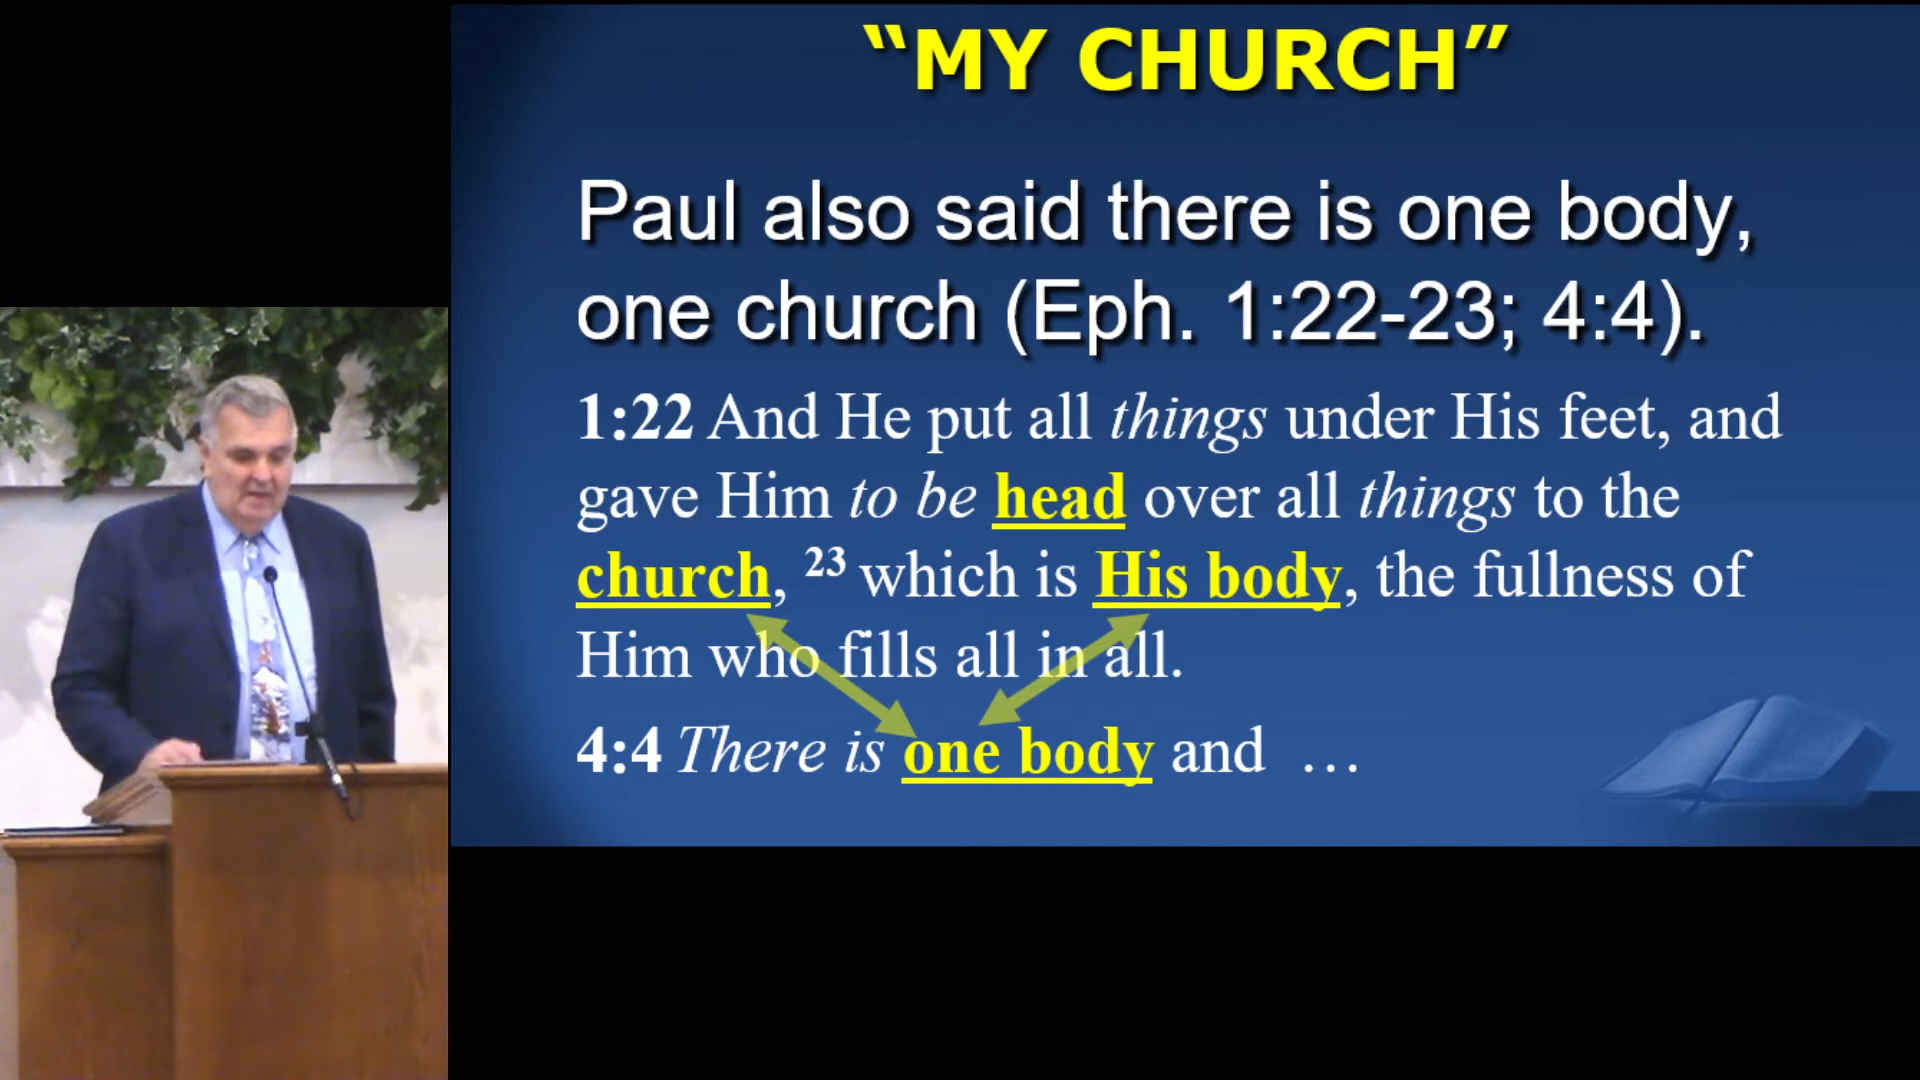 “MY CHURCH”
Paul also said there is one body,
one church (Eph. 1:22-23; 4:4).
1:22 And He put all things under His feet, and
gave Him to be head over all things to the
church, 23 which is His body, the fullness of
Him who fills all in all.
4:4 There is one body and …